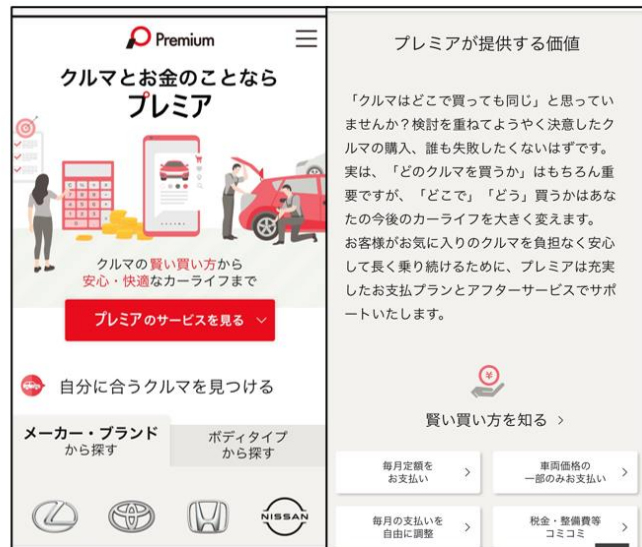 Premium
クルマとお金のことなら
プレミア
クルマの賢い買い方から
安心・快適なカーライフまで
プレミアのサービスを見る
自分に合うクルマを見つける
メーカー・ブランド
から探す
ボディタイプ
から探す
NISSAN
プレミアが提供する価値
「クルマはどこで買っても同じ」と思ってい
ませんか？検討を重ねてようやく決意したク
ルマの購入、誰も失敗したくないはずです。
実は、「どのクルマを買うか」はもちろん重
要ですが、「どこで」「どう」買うかはあな
たの今後のカーライフを大きく変えます。
お客様がお気に入りのクルマを負担なく安心
して長く乗り続けるために、プレミアは充実
したお支払プランとアフターサービスでサポ
ートいたします。
¥
賢い買い方を知る >
毎月定額を
お支払い >
車両価格の
一部のみお支払い >
毎月の支払いを
自由に調整 >
税金・整備費等
コミコミ >